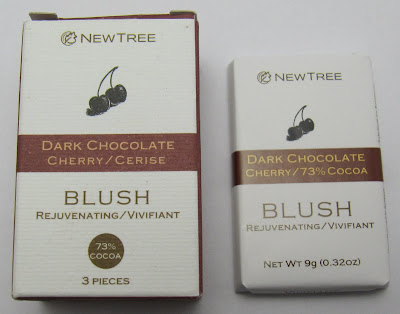 NEWTREE
DARK CHOCOLATE
CHERRY/CERISE
BLUSH
REJUVENATING/VIVIFIANT
73%
COCOA
3 PIECES
NEWTREE
DARK CHOCOLATE
CHERRY/73% COCOA
BLUSH
REJUVENATING/VIVIFIANT
NET WT 9g (0.32oz)